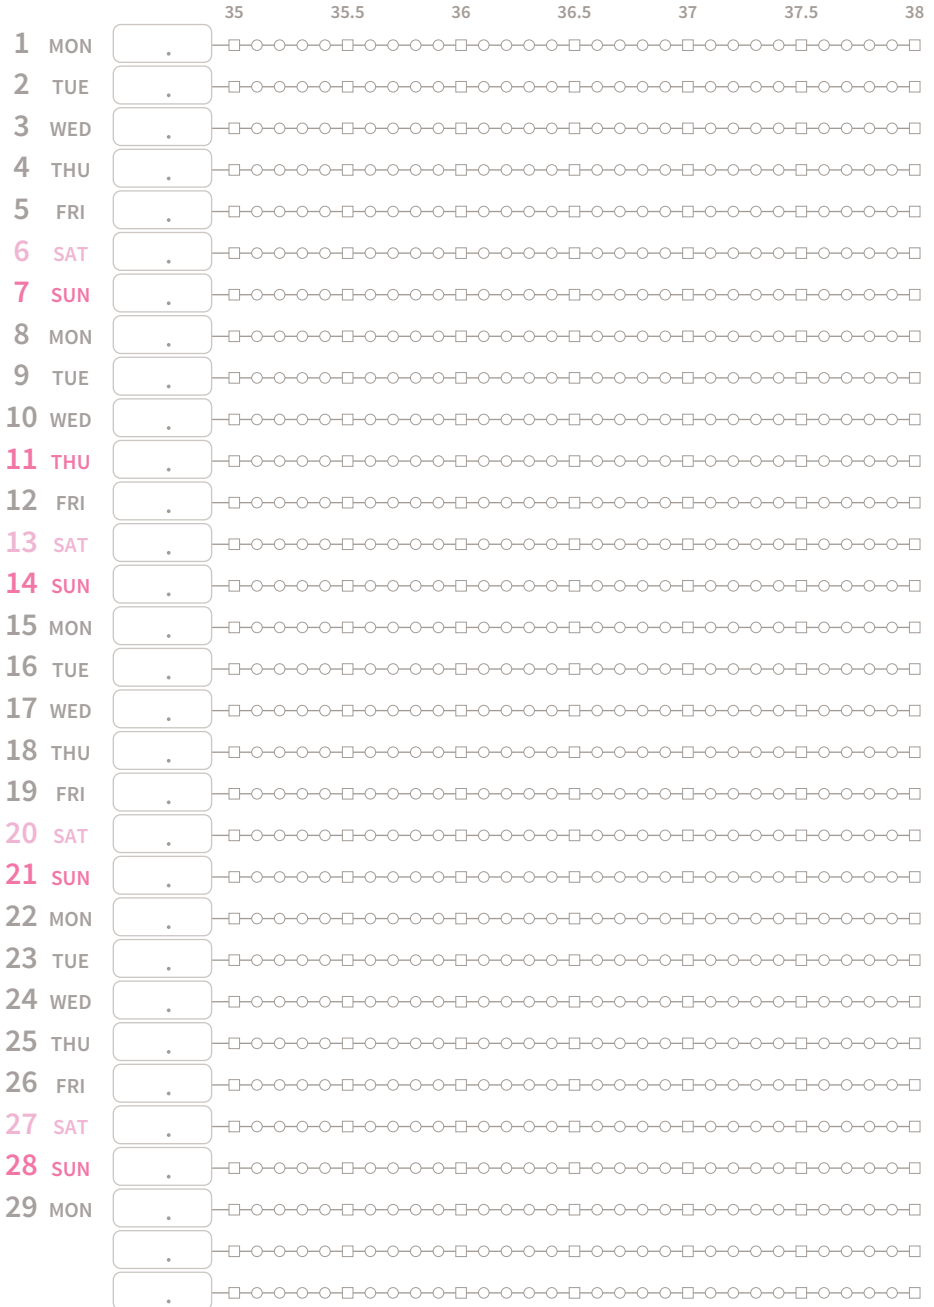 35 35.5 36 36.5 37 37.5 38
1 MON .
2 TUE .
3 WED .
4 THU .
5 FRI .
6 SAT .
7 SUN .
8 MON .
9 TUE .
10 WED .
11 THU .
12 FRI .
13 SAT .
14 SUN .
15 MON .
16 TUE .
17 WED .
18 THU .
19 FRI .
20 SAT .
21 SUN .
22 MON .
23 TUE .
24 WED .
25 THU .
26 FRI .
27 SAT .
28 SUN .
29 MON .
.
.